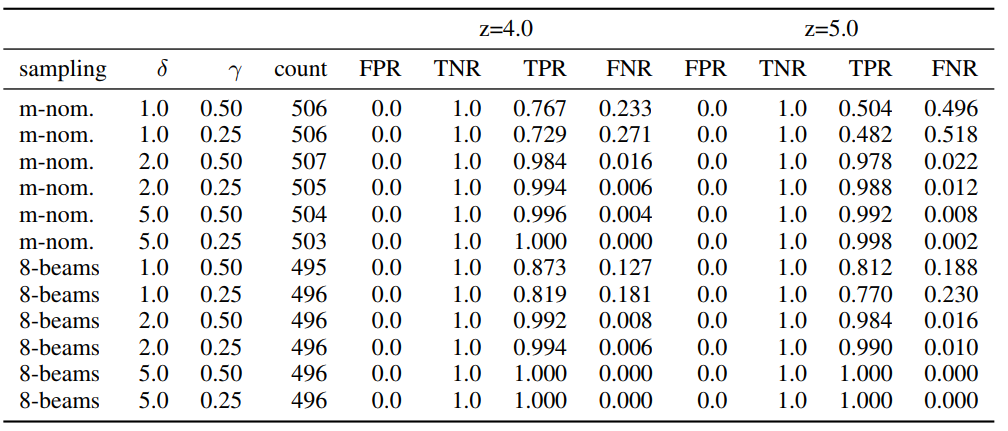 z=4.0 z=5.0
sampling δ γ count FPR TNR TPR FNR FPR TNR TPR FNR
m-nom. 1.0 0.50 506 0.0 1.0 0.767 0.233 0.0 1.0 0.504 0.496
m-nom. 1.0 0.25 506 0.0 1.0 0.729 0.271 0.0 1.0 0.482 0.518
m-nom. 2.0 0.50 507 0.0 1.0 0.984 0.016 0.0 1.0 0.978 0.022
m-nom. 2.0 0.25 505 0.0 1.0 0.994 0.006 0.0 1.0 0.988 0.012
m-nom. 5.0 0.50 504 0.0 1.0 0.996 0.004 0.0 1.0 0.992 0.008
m-nom. 5.0 0.25 503 0.0 1.0 1.000 0.000 0.0 1.0 0.998 0.002
8-beams 1.0 0.50 495 0.0 1.0 0.873 0.127 0.0 1.0 0.812 0.188
8-beams 1.0 0.25 496 0.0 1.0 0.819 0.181 0.0 1.0 0.770 0.230
8-beams 2.0 0.50 496 0.0 1.0 0.992 0.008 0.0 1.0 0.984 0.016
8-beams 2.0 0.25 496 0.0 1.0 0.994 0.006 0.0 1.0 0.990 0.010
8-beams 5.0 0.50 496 0.0 1.0 1.000 0.000 0.0 1.0 1.000 0.000
8-beams 5.0 0.25 496 0.0 1.0 1.000 0.000 0.0 1.0 1.000 0.000